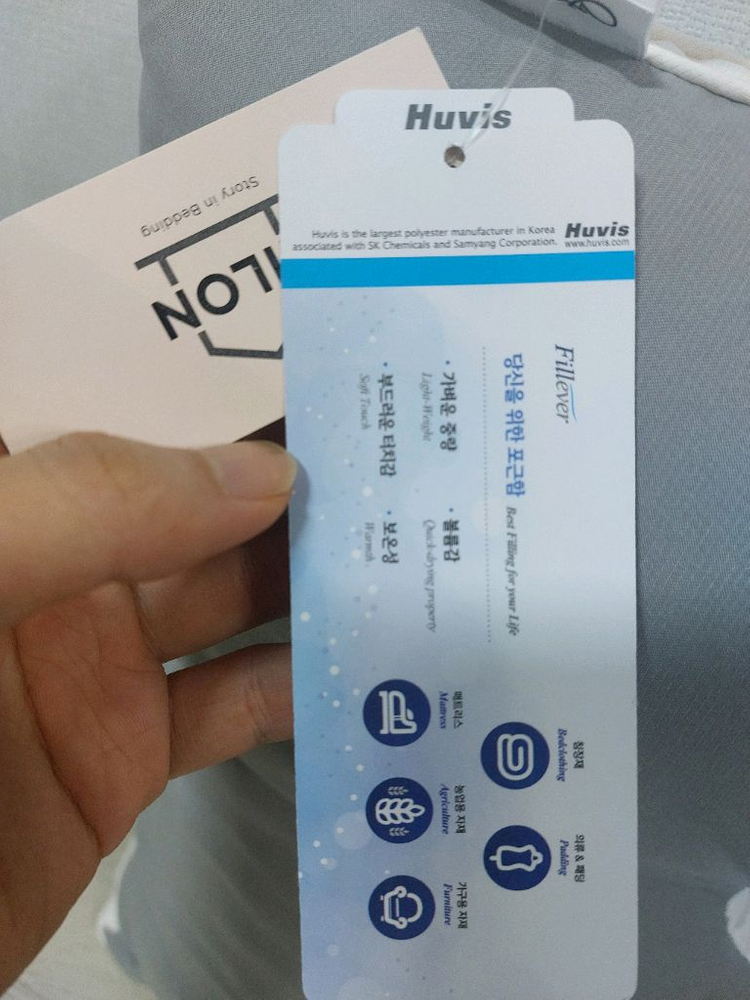 Huvis
Huvis is the largest polyester manufacturer in Korea
associated with SK Chemicals and Samyang Corporation.
Huvis
www.huvis.com
Fillever
당신을 위한 포근함 Best Filling for your Life
· 가벼운 중량
Light-Weight
· 볼륨감
Quick-drying property
· 부드러운 터치감
Soft Touch
· 보온성
Warmth
침장재
Bedclothing
의류 & 패딩
Padding
매트리스
Mattress
농업용 자재
Agriculture
가구용 자재
Furniture
Story in Bedding